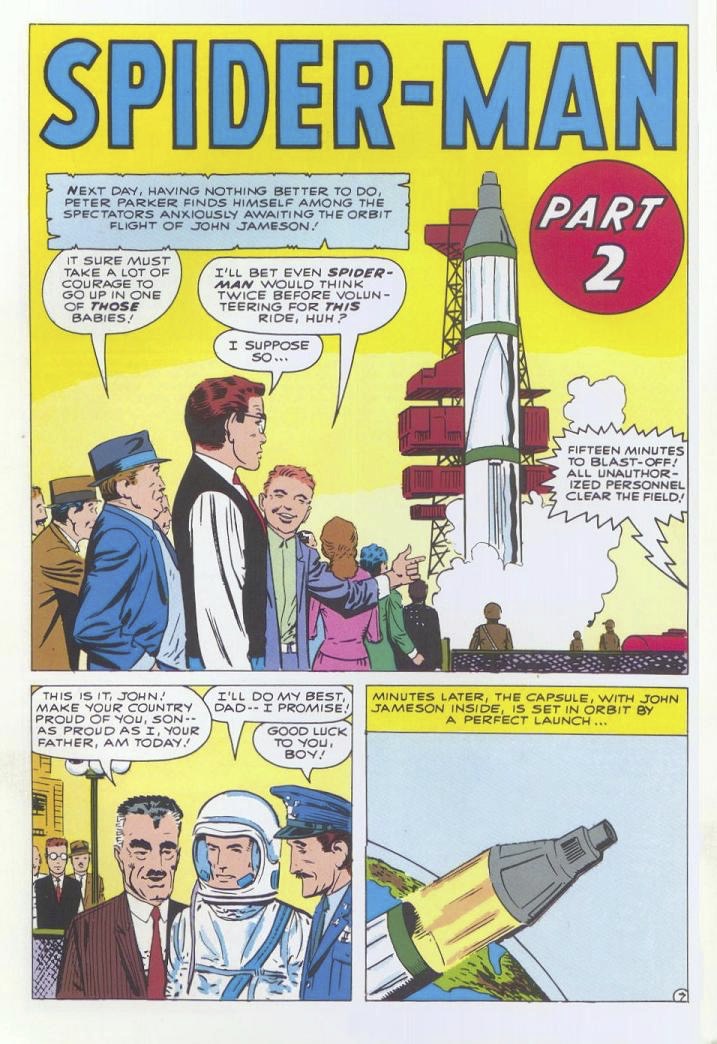 SPIDER-MAN
PART
2
NEXT DAY, HAVING NOTHING BETTER TO DO,
PETER PARKER FINDS HIMSELF AMONG THE
SPECTATORS ANXIOUSLY AWAITING THE ORBIT
FLIGHT OF JOHN JAMESON!
IT SURE MUST
TAKE A LOT OF
COURAGE TO
GO UP IN ONE
OF THOSE
BABIES!
I'LL BET EVEN SPIDER-
MAN WOULD THINK
TWICE BEFORE VOLUN-
TEERING FOR THIS
RIDE, HUH?
I SUPPOSE
SO...
FIFTEEN MINUTES
TO BLAST-OFF!
ALL UNAUTHOR-
IZED PERSONNEL
CLEAR THE FIELD!
THIS IS IT, JOHN!
MAKE YOUR COUNTRY
PROUD OF YOU, SON--
AS PROUD AS I, YOUR
FATHER, AM TODAY!
I'LL DO MY BEST,
DAD-- I PROMISE!
GOOD LUCK
TO YOU,
BOY!
MINUTES LATER, THE CAPSULE, WITH JOHN
JAMESON INSIDE, IS SET IN ORBIT BY
A PERFECT LAUNCH...
7